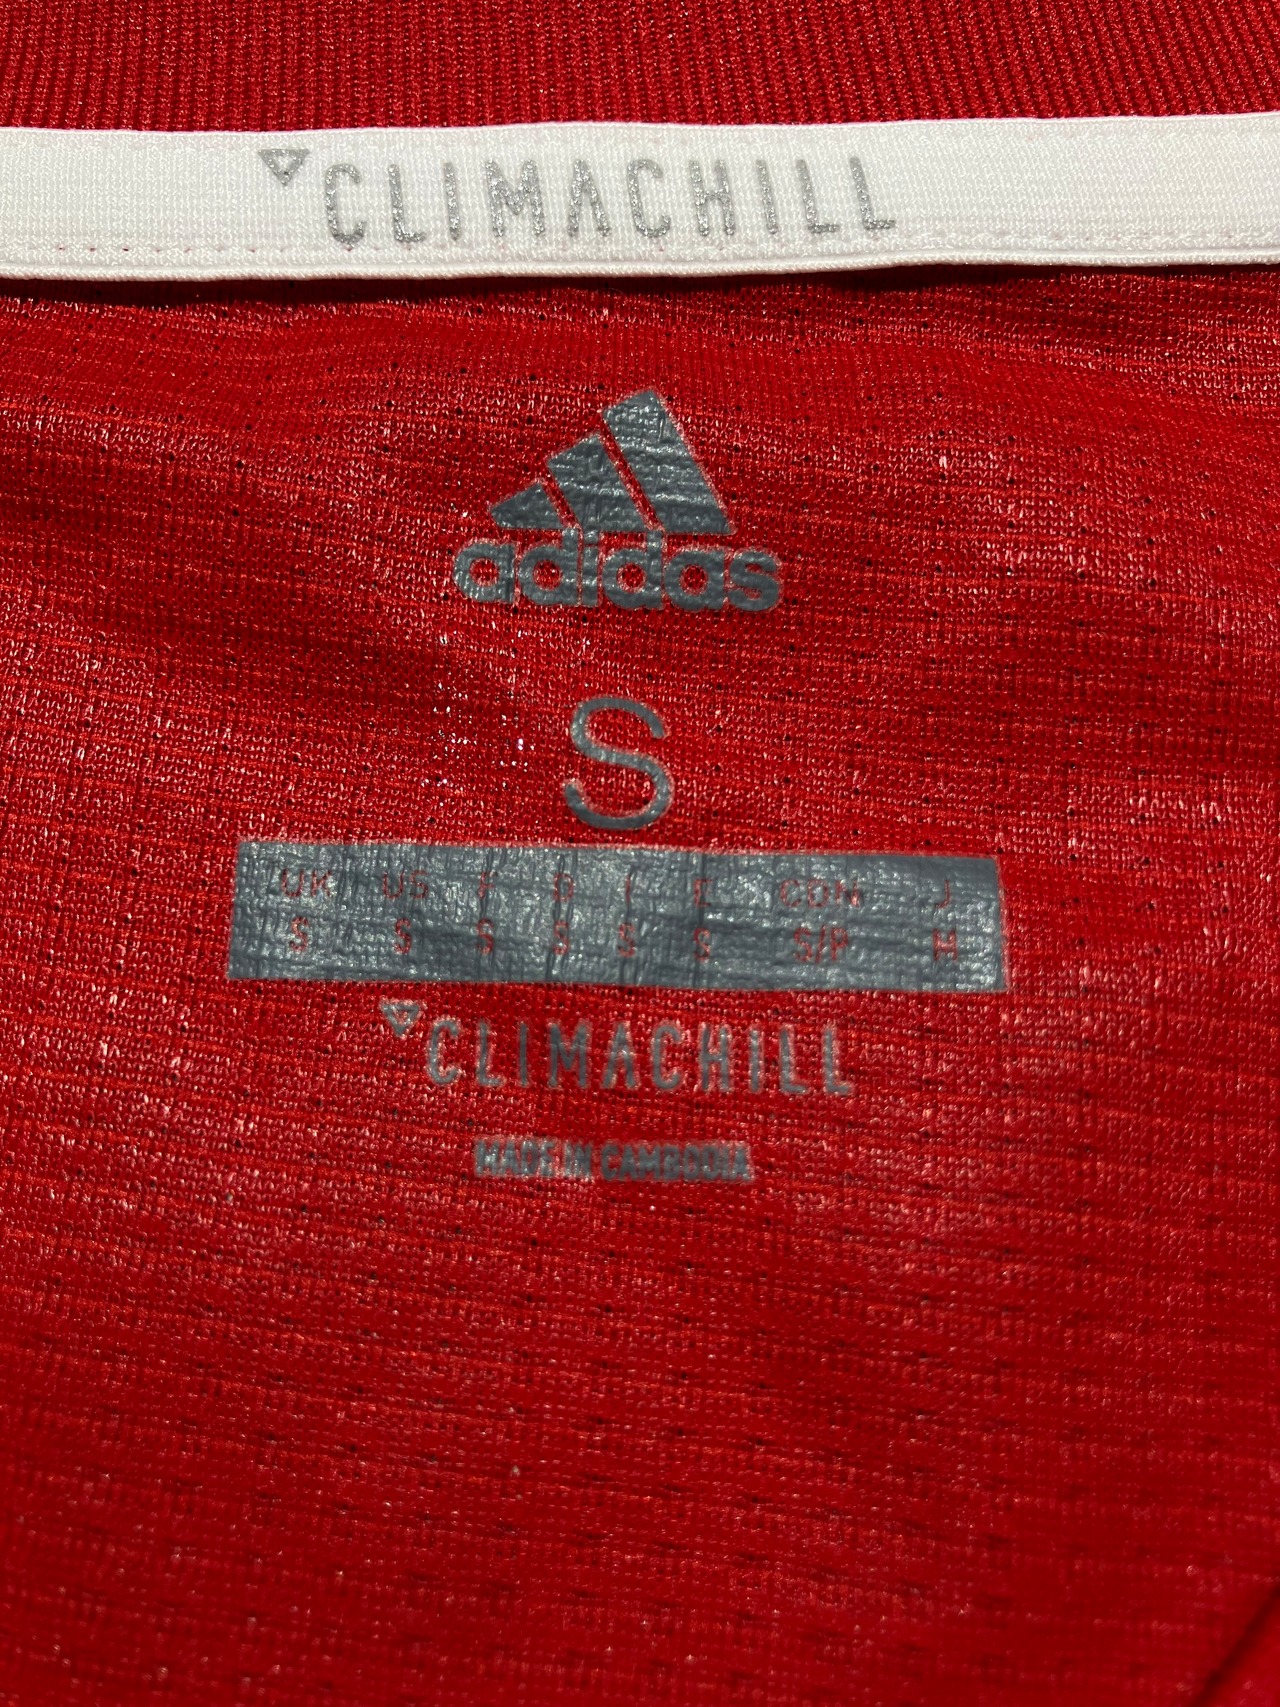 CLIMACHILL
adidas
S
UK US F D I E CDN J
S S S S S S S/P M
CLIMACHILL
MADE IN CAMBODIA